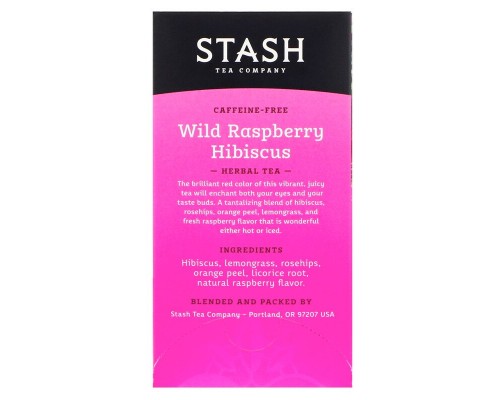 STASH
TEA COMPANY
CAFFEINE-FREE
Wild Raspberry
Hibiscus
— HERBAL TEA —
The brilliant red color of this vibrant, juicy
tea will enchant both your eyes and your
taste buds. A tantalizing blend of hibiscus,
rosehips, orange peel, lemongrass, and
fresh raspberry flavor that is wonderful
either hot or iced.
INGREDIENTS
Hibiscus, lemongrass, rosehips,
orange peel, licorice root,
natural raspberry flavor.
BLENDED AND PACKED BY
Stash Tea Company – Portland, OR 97207 USA